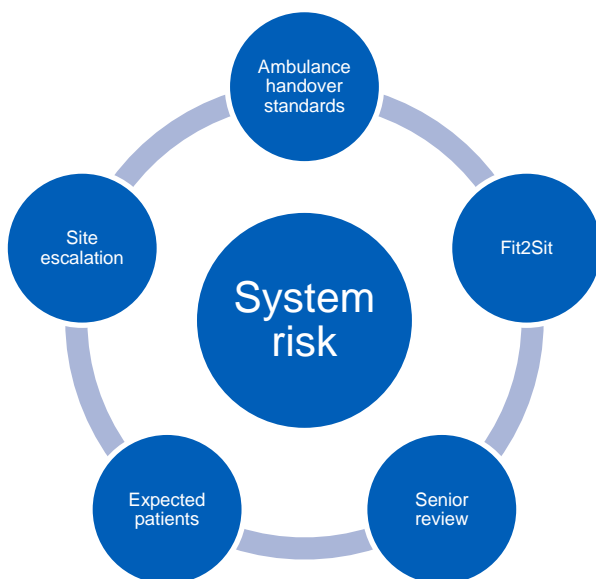 Ambulance
handover
standards
Site
escalation
Fit2Sit
System
risk
Expected
patients
Senior
review